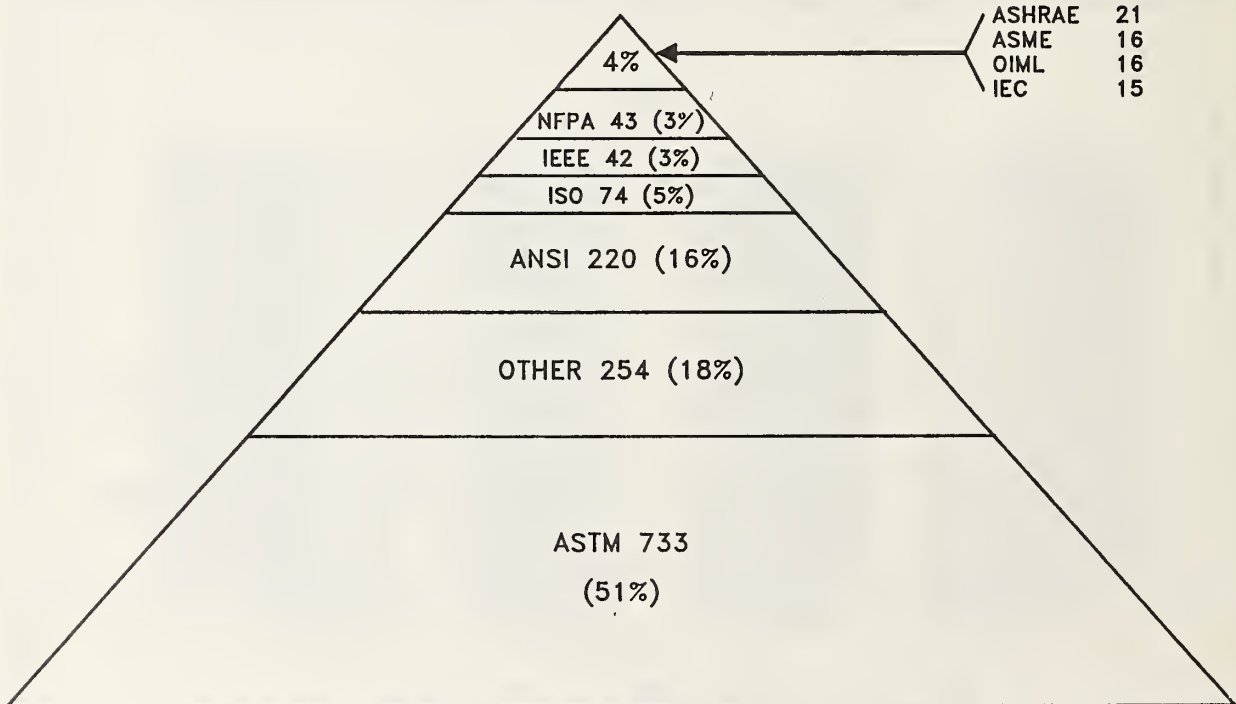 ASHRAE 21
ASME 16
OIML 16
IEC 15
4%
NFPA 43 (3%)
IEEE 42 (3%)
ISO 74 (5%)
ANSI 220 (16%)
OTHER 254 (18%)
ASTM 733
(51%)